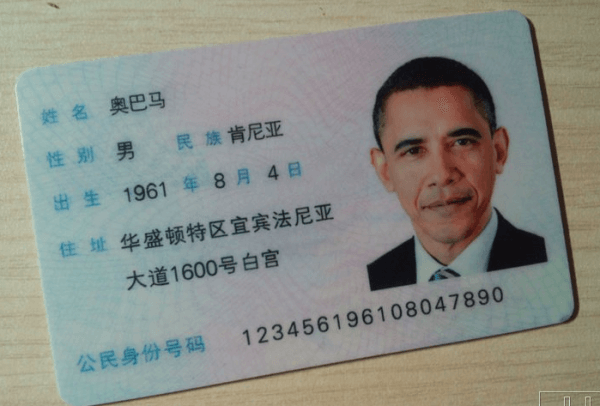 姓名 奥巴马
性别 男 民族 肯尼亚
出生 1961 年 8 月 4 日
住址 华盛顿特区宜宾法尼亚
大道1600号白宫
公民身份号码 123456196108047890